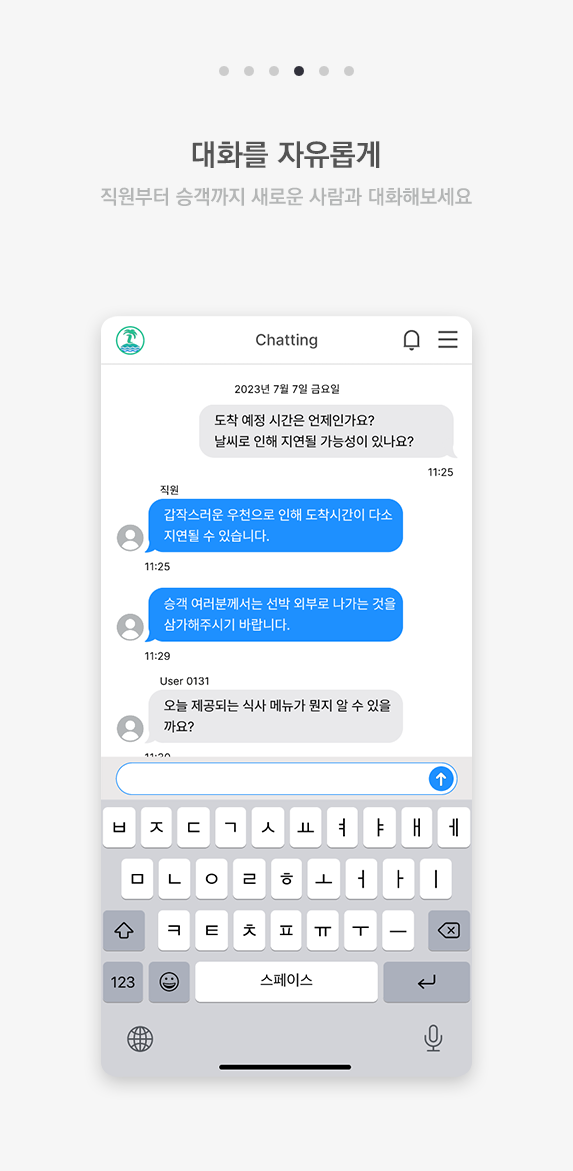 대화를 자유롭게
직원부터 승객까지 새로운 사람과 대화해보세요
Chatting
2023년 7월 7일 금요일
도착 예정 시간은 언제인가요?
날씨로 인해 지연될 가능성이 있나요?
11:25
직원
갑작스러운 우천으로 인해 도착시간이 다소
지연될 수 있습니다.
11:25
승객 여러분께서는 선박 외부로 나가는 것을
삼가해주시기 바랍니다.
11:29
User 0131
오늘 제공되는 식사 메뉴가 뭔지 알 수 있을
까요?
11:30
ㅂ ㅈ ㄷ ㄱ ㅅ ㅛ ㅕ ㅑ ㅐ ㅔ
ㅁ ㄴ ㅇ ㄹ ㅎ ㅗ ㅓ ㅏ ㅣ
ㅋ ㅌ ㅊ ㅍ ㅠ ㅜ ㅡ
123 스페이스